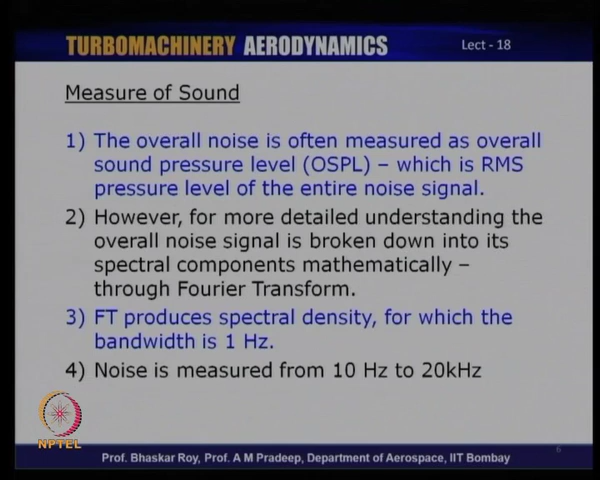 TURBOMACHINERY AERODYNAMICS Lect - 18
Measure of Sound
1) The overall noise is often measured as overall
sound pressure level (OSPL) – which is RMS
pressure level of the entire noise signal.
2) However, for more detailed understanding the
overall noise signal is broken down into its
spectral components mathematically –
through Fourier Transform.
3) FT produces spectral density, for which the
bandwidth is 1 Hz.
4) Noise is measured from 10 Hz to 20kHz
NPTEL
6
Prof. Bhaskar Roy, Prof. A M Pradeep, Department of Aerospace, IIT Bombay